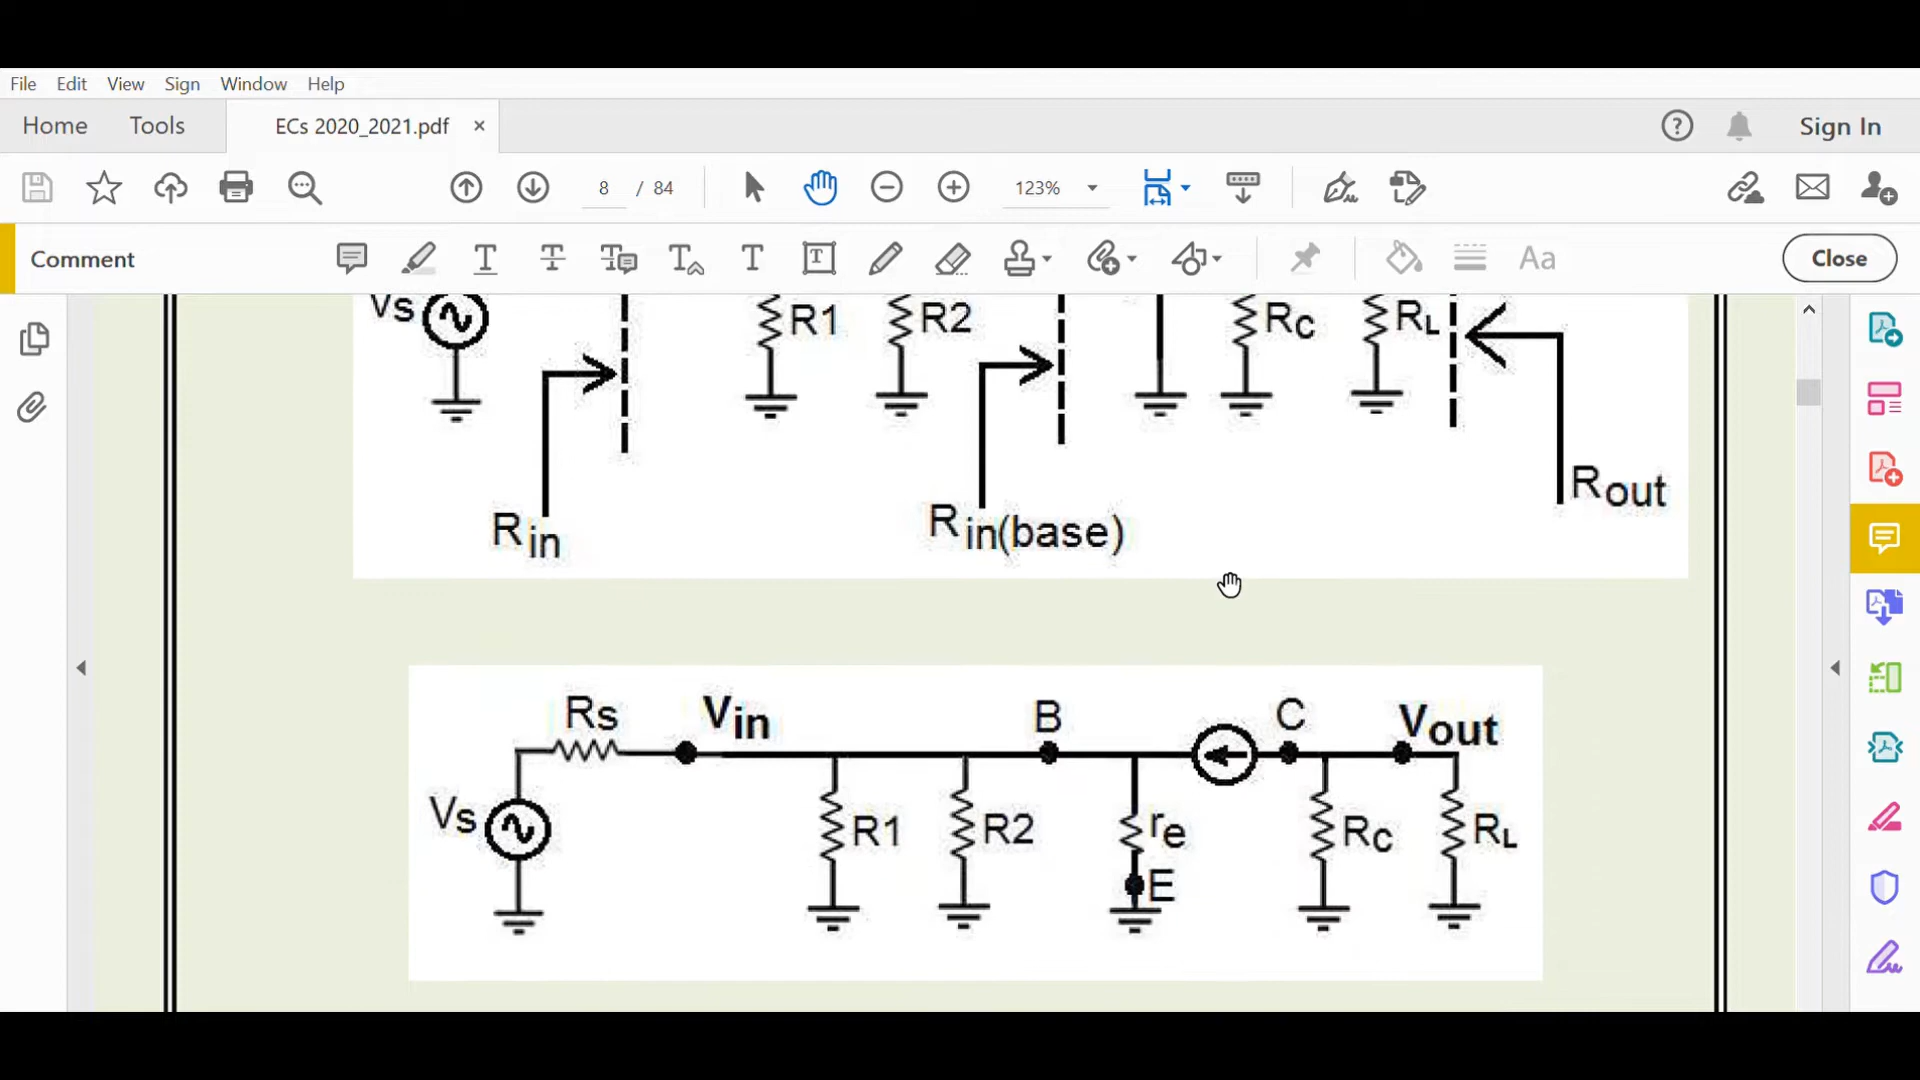 File Edit View Sign Window Help
Home Tools ECs 2020_2021.pdf × Sign In
8 / 84 123%
Comment Aa Close
Vs R1 R2 RC RL
Rout
Rin Rin(base)
Rs Vin B C Vout
Vs R1 R2 re RC RL
E